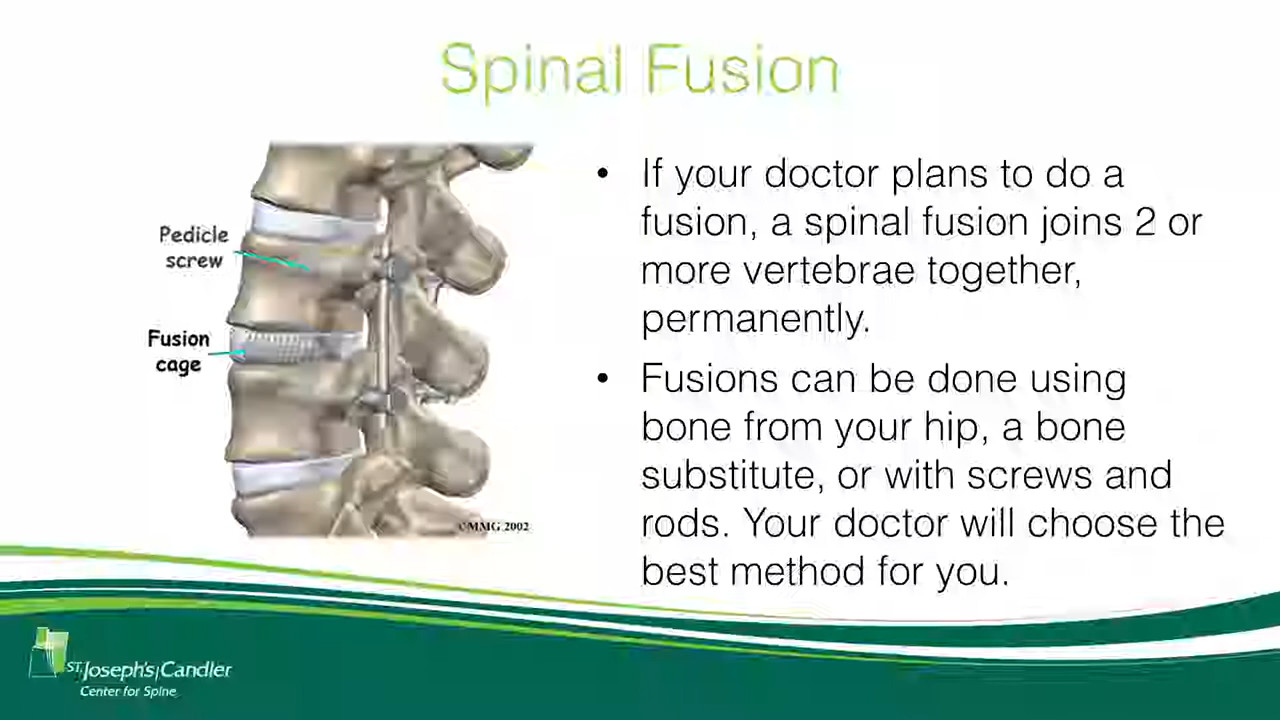 Spinal Fusion
Pedicle
screw
Fusion
cage
©MMG 2002
• If your doctor plans to do a
fusion, a spinal fusion joins 2 or
more vertebrae together,
permanently.
• Fusions can be done using
bone from your hip, a bone
substitute, or with screws and
rods. Your doctor will choose the
best method for you.
ST. Joseph's|Candler
Center for Spine